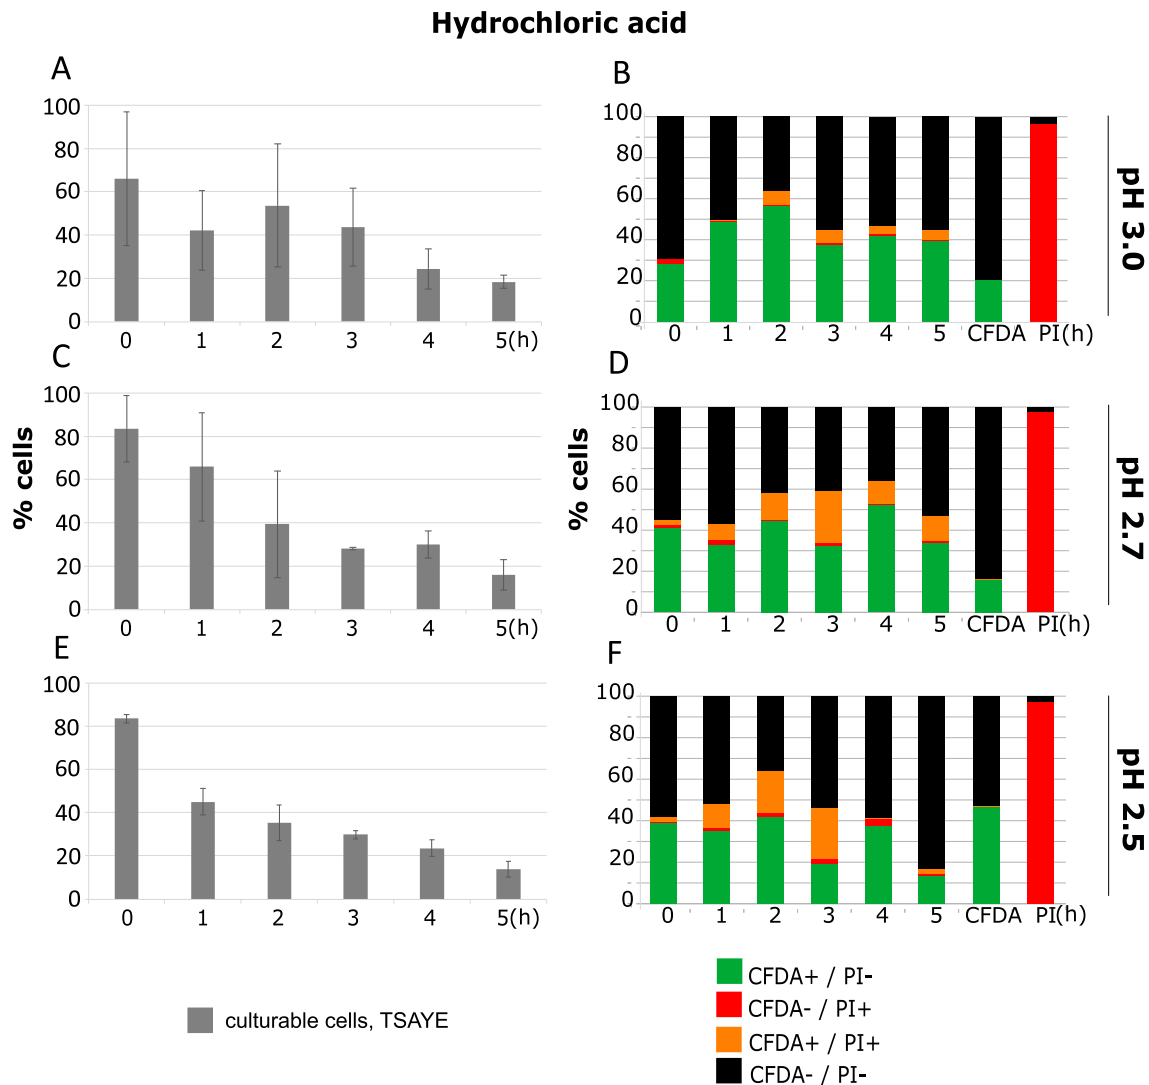 Hydrochloric acid
A
100
80
60
40
20
0
0 1 2 3 4 5(h)
B
100
80
60
40
20
0
0 1 2 3 4 5 CFDA PI(h)
pH 3.0
C
% cells
100
80
60
40
20
0
0 1 2 3 4 5(h)
D
% cells
100
80
60
40
20
0
0 1 2 3 4 5 CFDA PI(h)
pH 2.7
E
100
80
60
40
20
0
0 1 2 3 4 5(h)
F
100
80
60
40
20
0
0 1 2 3 4 5 CFDA PI(h)
pH 2.5
culturable cells, TSAYE
CFDA+ / PI-
CFDA- / PI+
CFDA+ / PI+
CFDA- / PI-